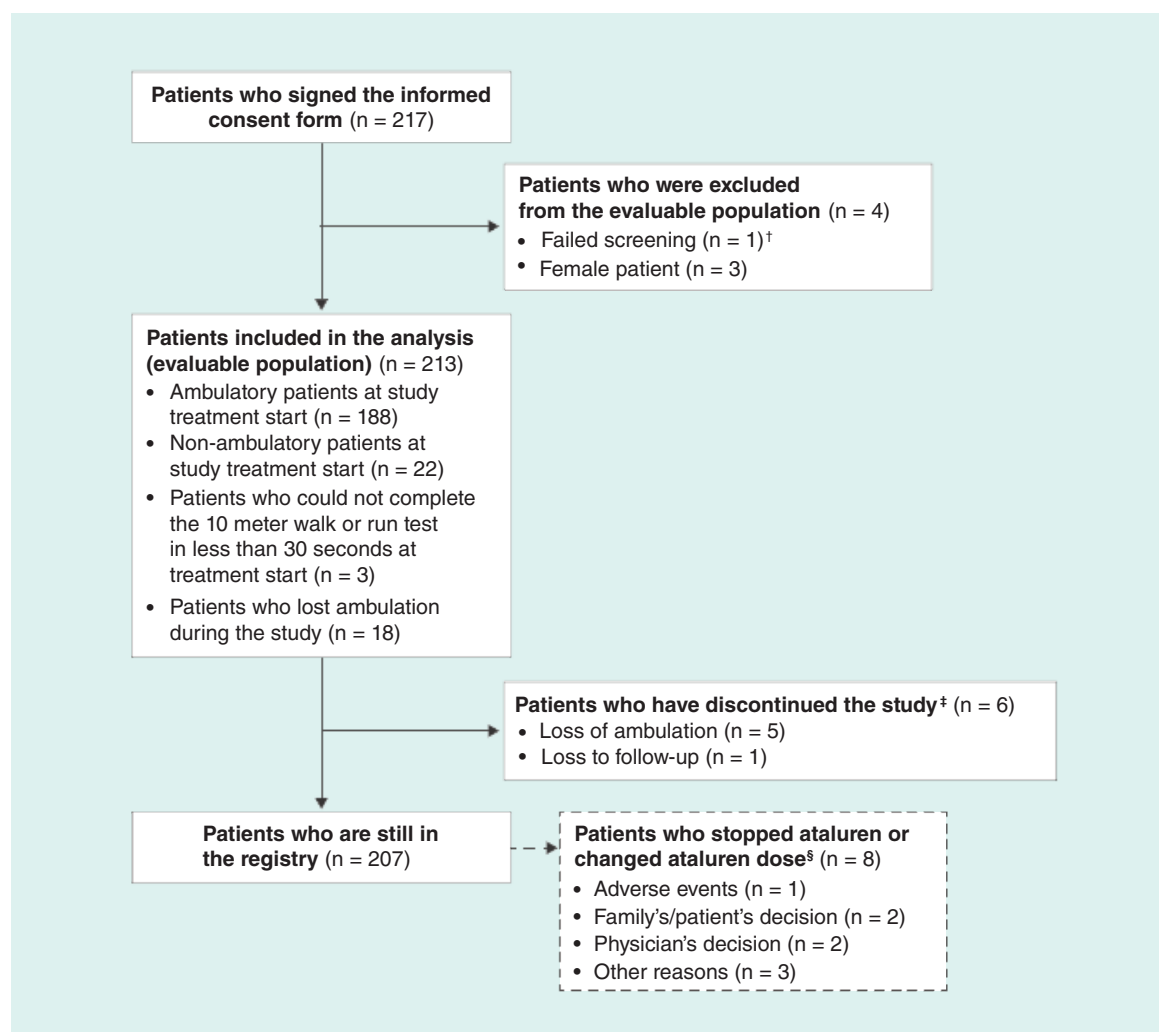 Patients who signed the informed
consent form (n = 217)
Patients who were excluded
from the evaluable population (n = 4)
• Failed screening (n = 1)†
• Female patient (n = 3)
Patients included in the analysis
(evaluable population) (n = 213)
• Ambulatory patients at study
treatment start (n = 188)
• Non-ambulatory patients at
study treatment start (n = 22)
• Patients who could not complete
the 10 meter walk or run test
in less than 30 seconds at
treatment start (n = 3)
• Patients who lost ambulation
during the study (n = 18)
Patients who have discontinued the study‡ (n = 6)
• Loss of ambulation (n = 5)
• Loss to follow-up (n = 1)
Patients who are still in
the registry (n = 207)
Patients who stopped ataluren or
changed ataluren dose§ (n = 8)
• Adverse events (n = 1)
• Family’s/patient’s decision (n = 2)
• Physician’s decision (n = 2)
• Other reasons (n = 3)